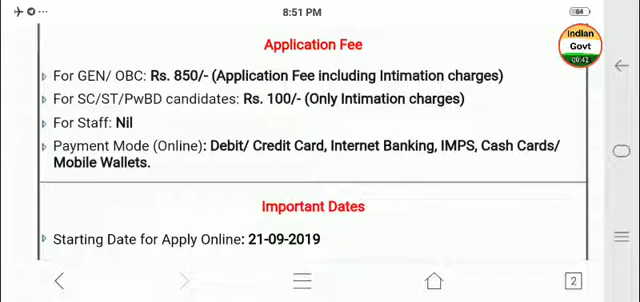 8:51 PM
64
Indian
Govt
00:42
Application Fee
For GEN/ OBC: Rs. 850/- (Application Fee including Intimation charges)
For SC/ST/PwBD candidates: Rs. 100/- (Only Intimation charges)
For Staff: Nil
Payment Mode (Online): Debit/ Credit Card, Internet Banking, IMPS, Cash Cards/
Mobile Wallets.
Important Dates
Starting Date for Apply Online: 21-09-2019
2